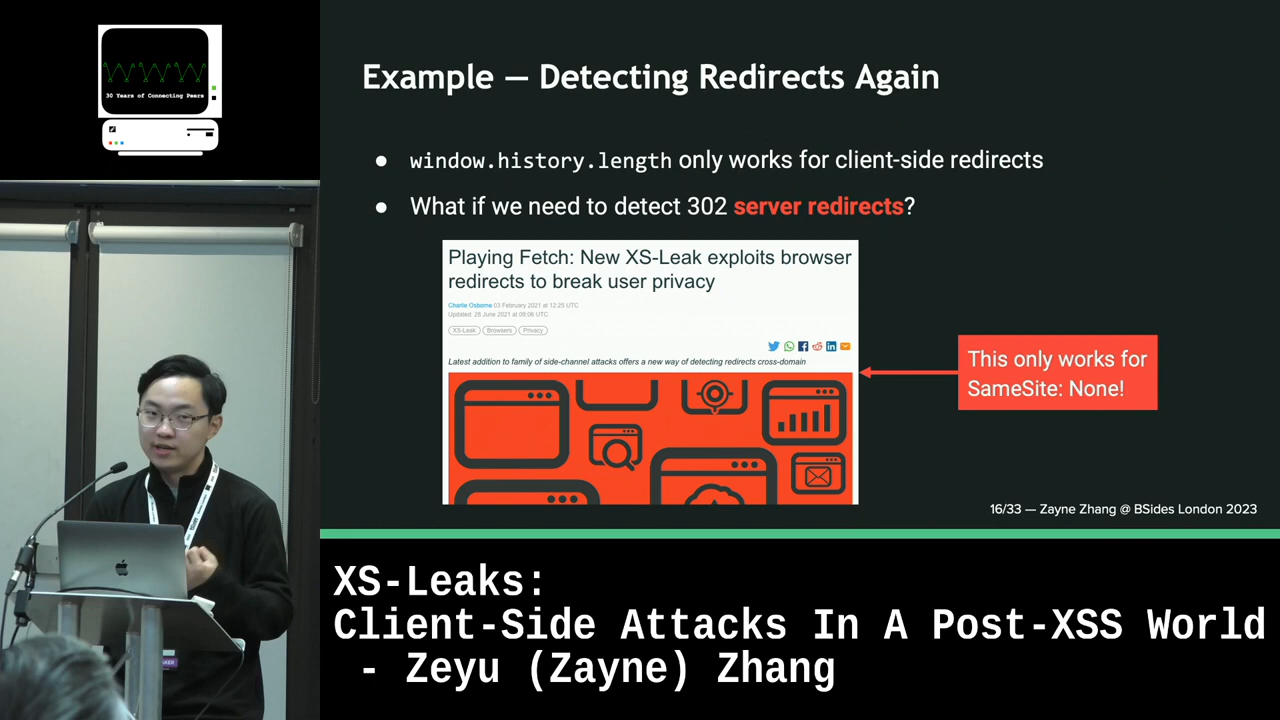 30 Years of Connecting Peers
Example — Detecting Redirects Again
● window.history.length only works for client-side redirects
● What if we need to detect 302 server redirects?
Playing Fetch: New XS-Leak exploits browser
redirects to break user privacy
Charlie Osborne 03 February 2021 at 12:25 UTC
Updated: 28 June 2021 at 09:06 UTC
XS-Leak Browsers Privacy
Latest addition to family of side-channel attacks offers a new way of detecting redirects cross-domain
This only works for
SameSite: None!
16/33 — Zayne Zhang @ BSides London 2023
XS-Leaks:
Client-Side Attacks In A Post-XSS World
- Zeyu (Zayne) Zhang